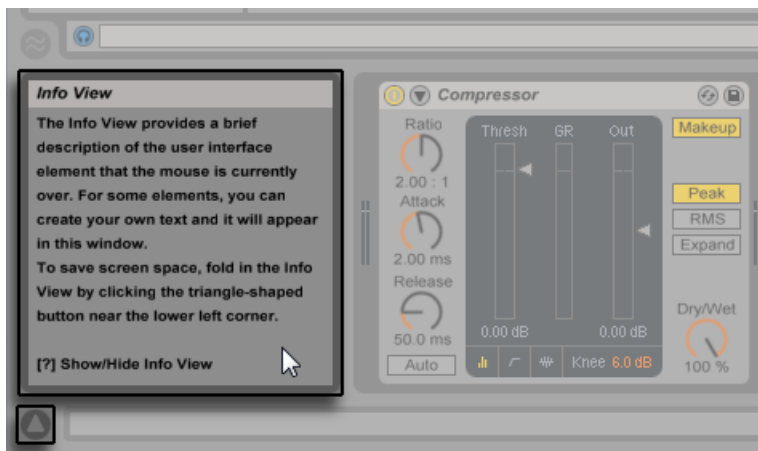 Info View
The Info View provides a brief
description of the user interface
element that the mouse is currently
over. For some elements, you can
create your own text and it will appear
in this window.
To save screen space, fold in the Info
View by clicking the triangle-shaped
button near the lower left corner.
[?] Show/Hide Info View
Compressor
Ratio
2.00 : 1
Attack
2.00 ms
Release
50.0 ms
Auto
Thresh GR Out
0.00 dB 0.00 dB
Knee 6.0 dB
Makeup
Peak
RMS
Expand
Dry/Wet
100 %